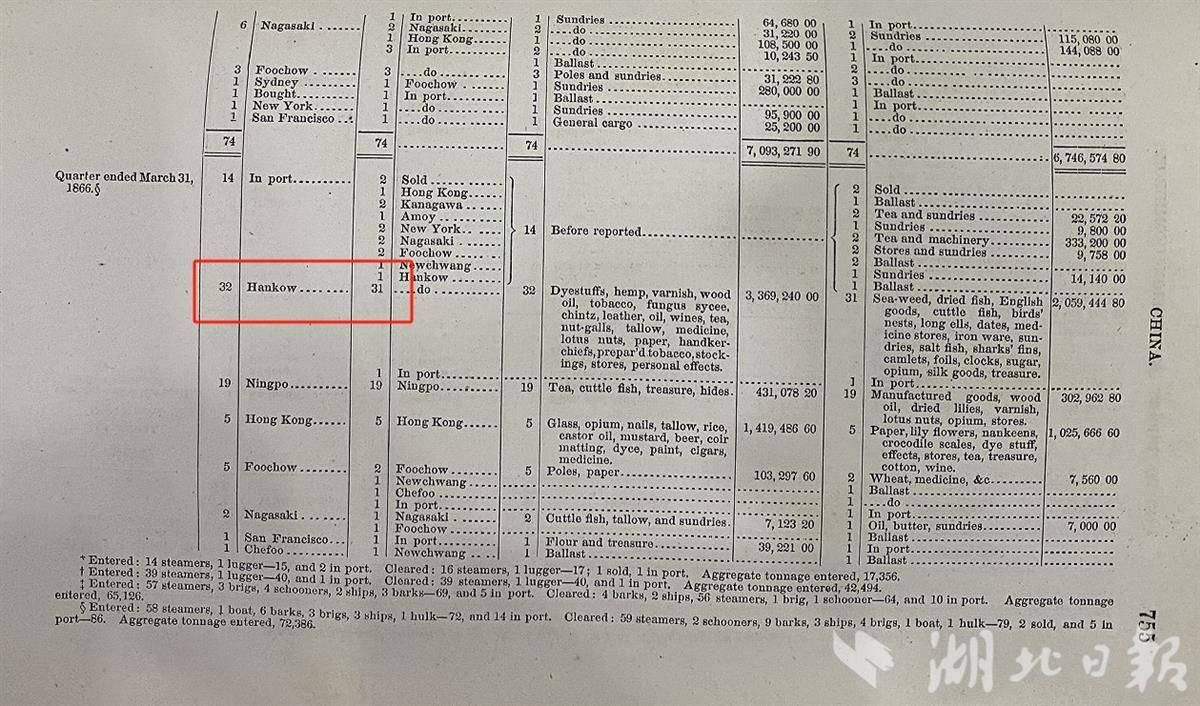 6 Nagasaki 1 In port 1 Sundries 64,680 00 1 In port
2 Nagasaki 2 do 31,220 00 2 Sundries 115,080 00
1 Hong Kong 1 do 108,500 00 1 do 144,088 00
3 In port 2 do 10,243 50 1 In port
1 Ballast 2 do
3 Foochow 3 do 3 Poles and sundries 31,222 80 3 do
1 Sydney 1 Foochow 1 Sundries 280,000 00 1 Ballast
1 Bought 1 In port 1 Ballast 1 In port
1 New York 1 do 1 Sundries 95,900 00 1 do
1 San Francisco 1 do 1 General cargo 25,200 00 1 do
74 74 74 7,093,271 90 74 6,746,574 80
Quarter ended March 31, 14 In port 2 Sold 2 Sold
1866.§ 1 Hong Kong 1 Ballast
2 Kanagawa 2 Tea and sundries 22,572 20
1 Amoy 1 Sundries 9,800 00
2 New York 14 Before reported 2 Tea and machinery 333,200 00
2 Nagasaki 2 Stores and sundries 9,758 00
2 Foochow 2 Ballast
1 Newchwang 1 Sundries 14,140 00
1 Hankow 1 Ballast
32 Hankow 31 do 32 Dyestuffs, hemp, varnish, wood 3,369,240 00 31 Sea-weed, dried fish, English 2,059,444 80
oil, tobacco, fungus sycee, goods, cuttle fish, birds'
chintz, leather, oil, wines, tea, nests, long ells, dates, med-
nut-galls, tallow, medicine, icine stores, iron ware, sun-
lotus nuts, paper, handker- dries, salt fish, sharks' fins,
chiefs, prepar'd tobacco, stock- camlets, foils, clocks, sugar,
ings, stores, personal effects. opium, silk goods, treasure.
1 In port 1 In port
19 Ningpo 19 Ningpo 19 Tea, cuttle fish, treasure, hides. 431,078 20 19 Manufactured goods, wood 302,962 80
oil, dried lilies, varnish,
lotus nuts, opium, stores.
5 Hong Kong 5 Hong Kong 5 Glass, opium, nails, tallow, rice, 1,419,486 60 5 Paper, lily flowers, nankeens, 1,025,666 60
castor oil, mustard, beer, coir crocodile scales, dye stuff,
matting, dyce, paint, cigars, effects, stores, tea, treasure,
medicine. cotton, wine.
5 Foochow 2 Foochow 5 Poles, paper 103,297 60 2 Wheat, medicine, &c 7,560 00
1 Newchwang 1 Ballast
1 Chefoo 1 do
1 In port 1 In port
2 Nagasaki 1 Nagasaki 2 Cuttle fish, tallow, and sundries. 7,123 20 1 Oil, butter, sundries 7,000 00
1 Foochow 1 Ballast
1 San Francisco 1 In port 1 Flour and treasure 39,221 00 1 In port
1 Chefoo 1 Newchwang 1 Ballast 1 Ballast
CHINA.
* Entered: 14 steamers, 1 lugger—15, and 2 in port. Cleared: 16 steamers, 1 lugger—17; 1 sold, 1 in port. Aggregate tonnage entered, 17,356.
† Entered: 39 steamers, 1 lugger—40, and 1 in port. Cleared: 39 steamers, 1 lugger—40, and 1 in port. Aggregate tonnage entered, 42,494.
‡ Entered: 57 steamers, 3 brigs, 4 schooners, 2 ships, 3 barks—69, and 5 in port. Cleared: 4 barks, 2 ships, 56 steamers, 1 brig, 1 schooner—64, and 10 in port. Aggregate tonnage
entered, 65,126.
§ Entered: 58 steamers, 1 boat, 6 barks, 3 brigs, 3 ships, 1 hulk—72, and 14 in port. Cleared: 59 steamers, 2 schooners, 9 barks, 3 ships, 4 brigs, 1 boat, 1 hulk—79, 2 sold, and 5 in
port—86. Aggregate tonnage entered, 72,386.
755
湖北日報